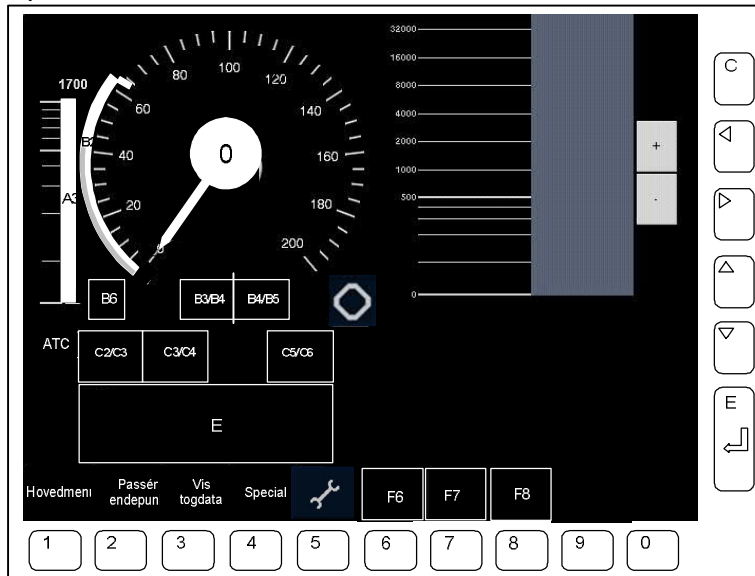 1700
B2
A3
0
20
40
60
80
100
120
140
160
180
200
0
32000
16000
8000
4000
2000
1000
500
0
+
-
B6
B3/B4
B4/B5
ATC
C2/C3
C3/C4
C5/C6
E
Hovedmenu
Passér
endepun
Vis
togdata
Special
F6
F7
F8
C
E
1
2
3
4
5
6
7
8
9
0